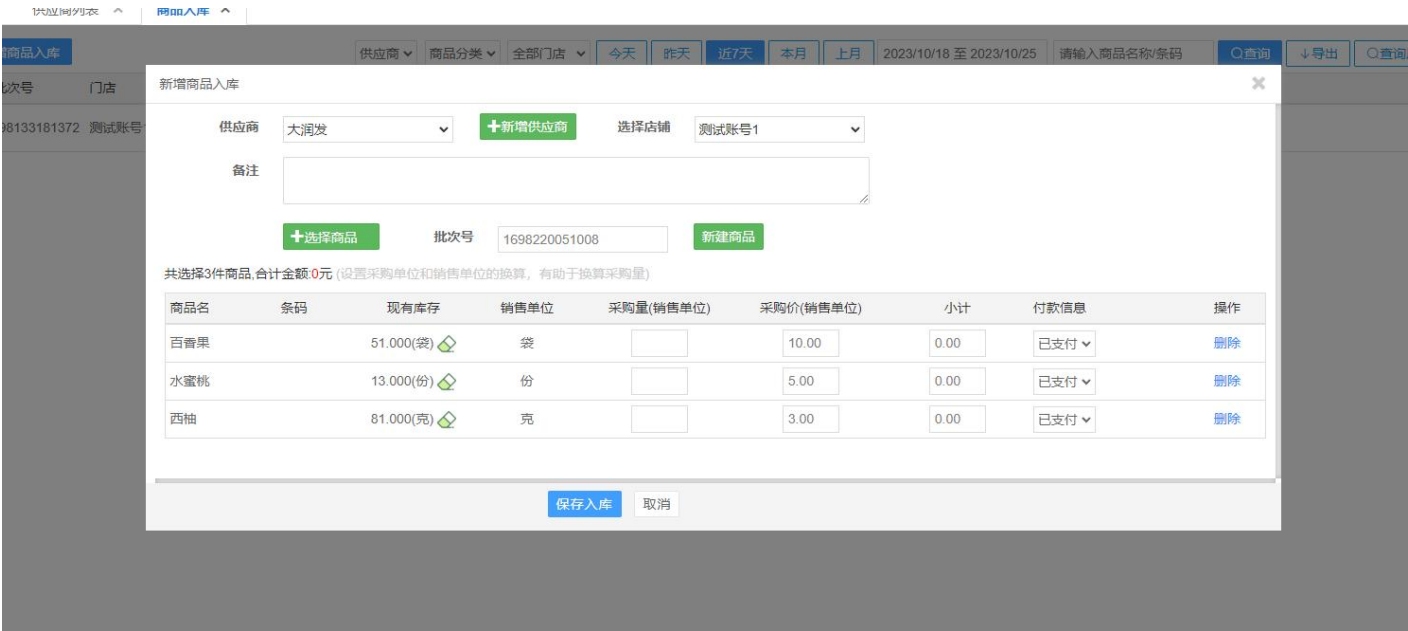 供应商列表
商品入库
增商品入库 供应商 商品分类 全部门店 今天 昨天 近7天 本月 上月 2023/10/18 至 2023/10/25 请输入商品名称/条码 查询 导出 查询
次号 门店
98133181372 测试账号
新增商品入库
供应商 大润发 新增供应商 选择店铺 测试账号1
备注
选择商品 批次号 1698220051008 新建商品
共选择3件商品,合计金额:0元 (设置采购单位和销售单位的换算，有助于换算采购量)
商品名 条码 现有库存 销售单位 采购量(销售单位) 采购价(销售单位) 小计 付款信息 操作
百香果 51.000(袋) 袋 10.00 0.00 已支付 删除
水蜜桃 13.000(份) 份 5.00 0.00 已支付 删除
西柚 81.000(克) 克 3.00 0.00 已支付 删除
保存入库 取消